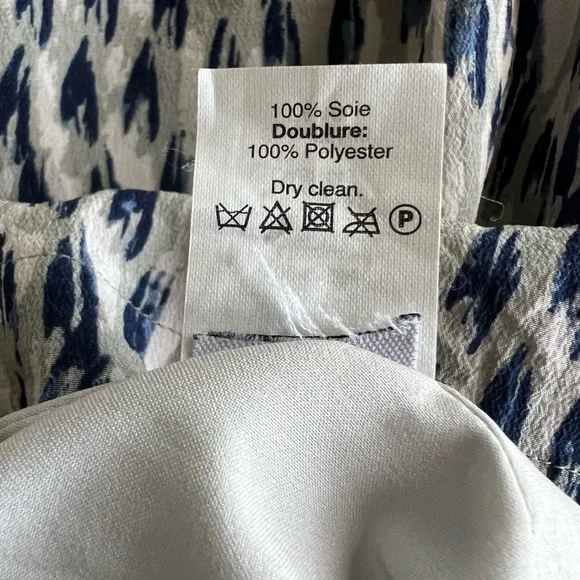 100% Soie
Doublure:
100% Polyester
Dry clean.
P